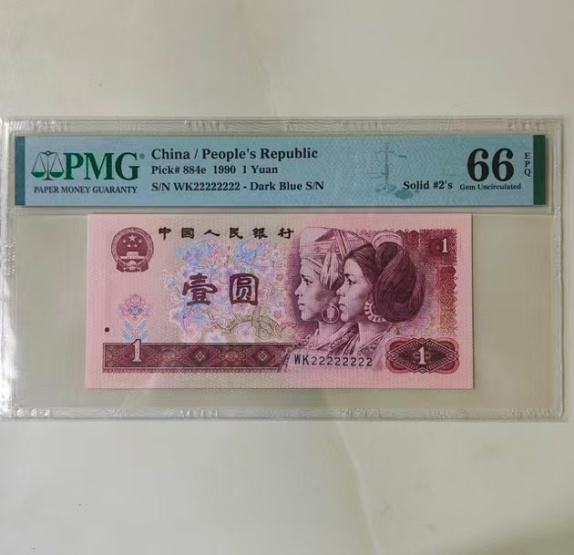 PMG
PAPER MONEY GUARANTY
China / People's Republic
Pick# 884e 1990 1 Yuan
S/N WK22222222 - Dark Blue S/N
Solid #2's
66
EPQ
Gem Uncirculated
中国人民银行
1
壹圆
1
WK22222222
1